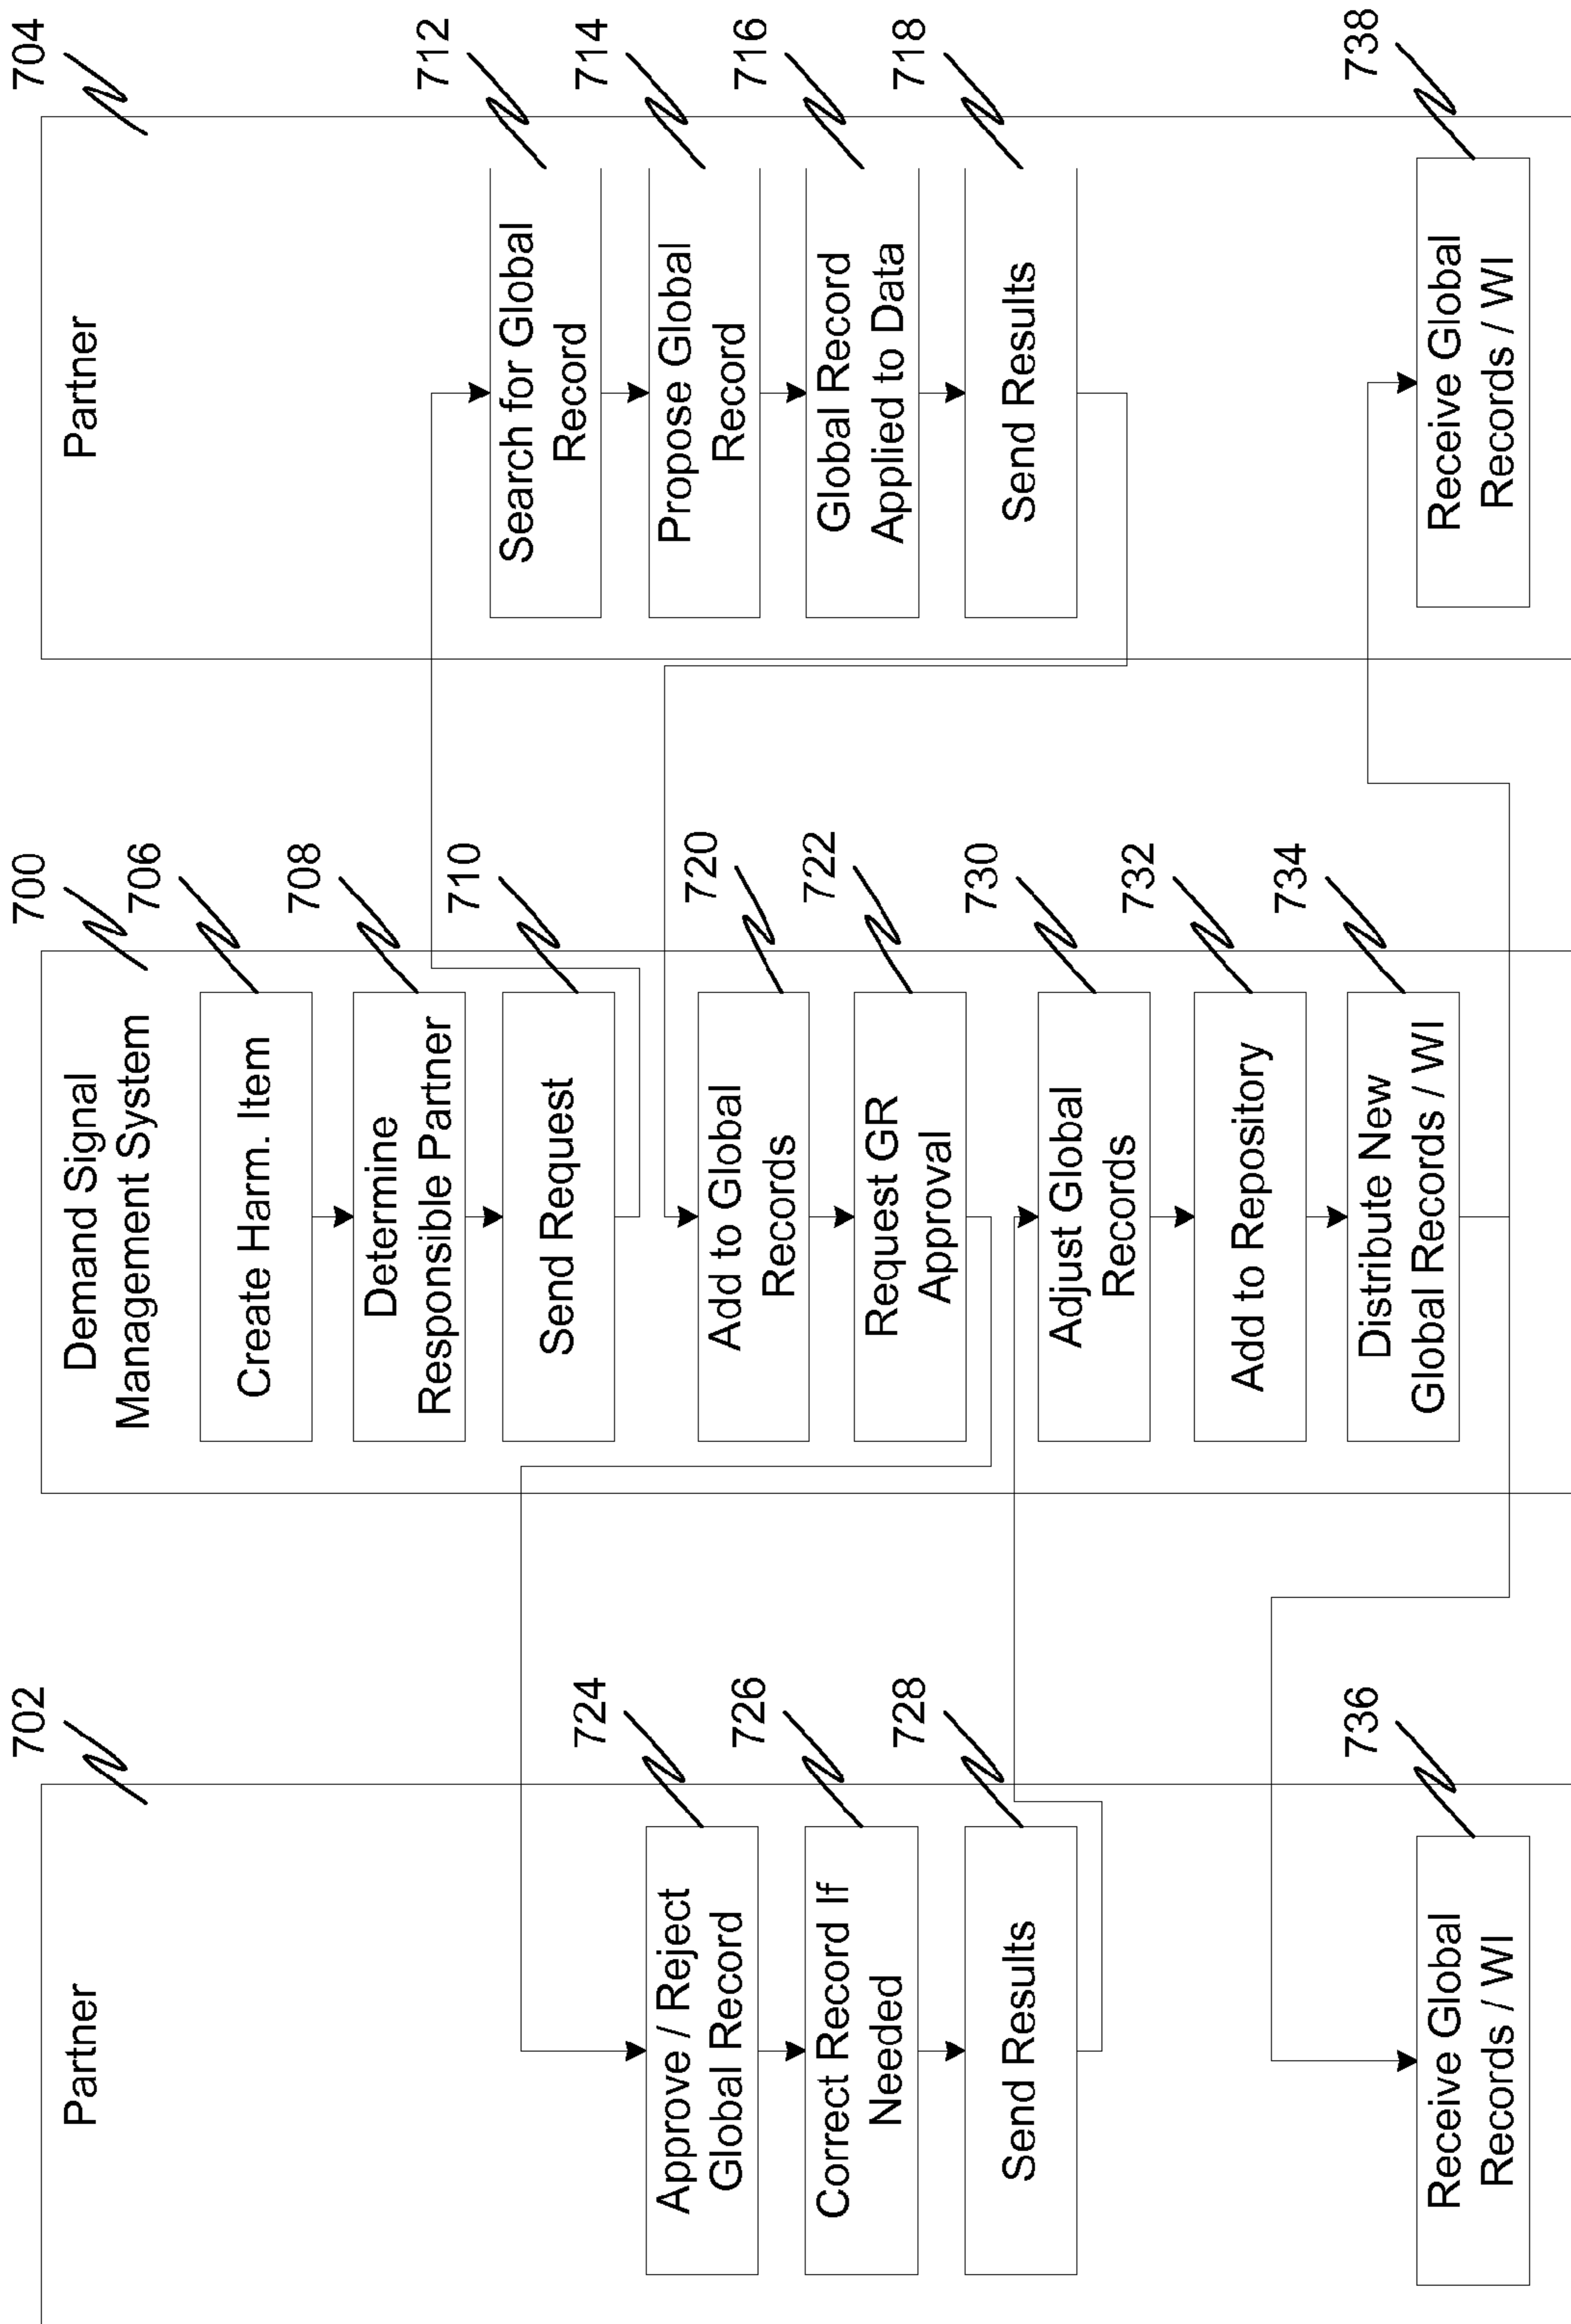 702
Partner
724
Approve / Reject
Global Record
726
Correct Record If
Needed
728
Send Results
736
Receive Global
Records / WI
700
Demand Signal
Management System
706
Create Harm. Item
708
Determine
Responsible Partner
710
Send Request
720
Add to Global
Records
722
Request GR
Approval
730
Adjust Global
Records
732
Add to Repository
734
Distribute New
Global Records / WI
704
Partner
712
Search for Global
Record
714
Propose Global
Record
716
Global Record
Applied to Data
718
Send Results
738
Receive Global
Records / WI